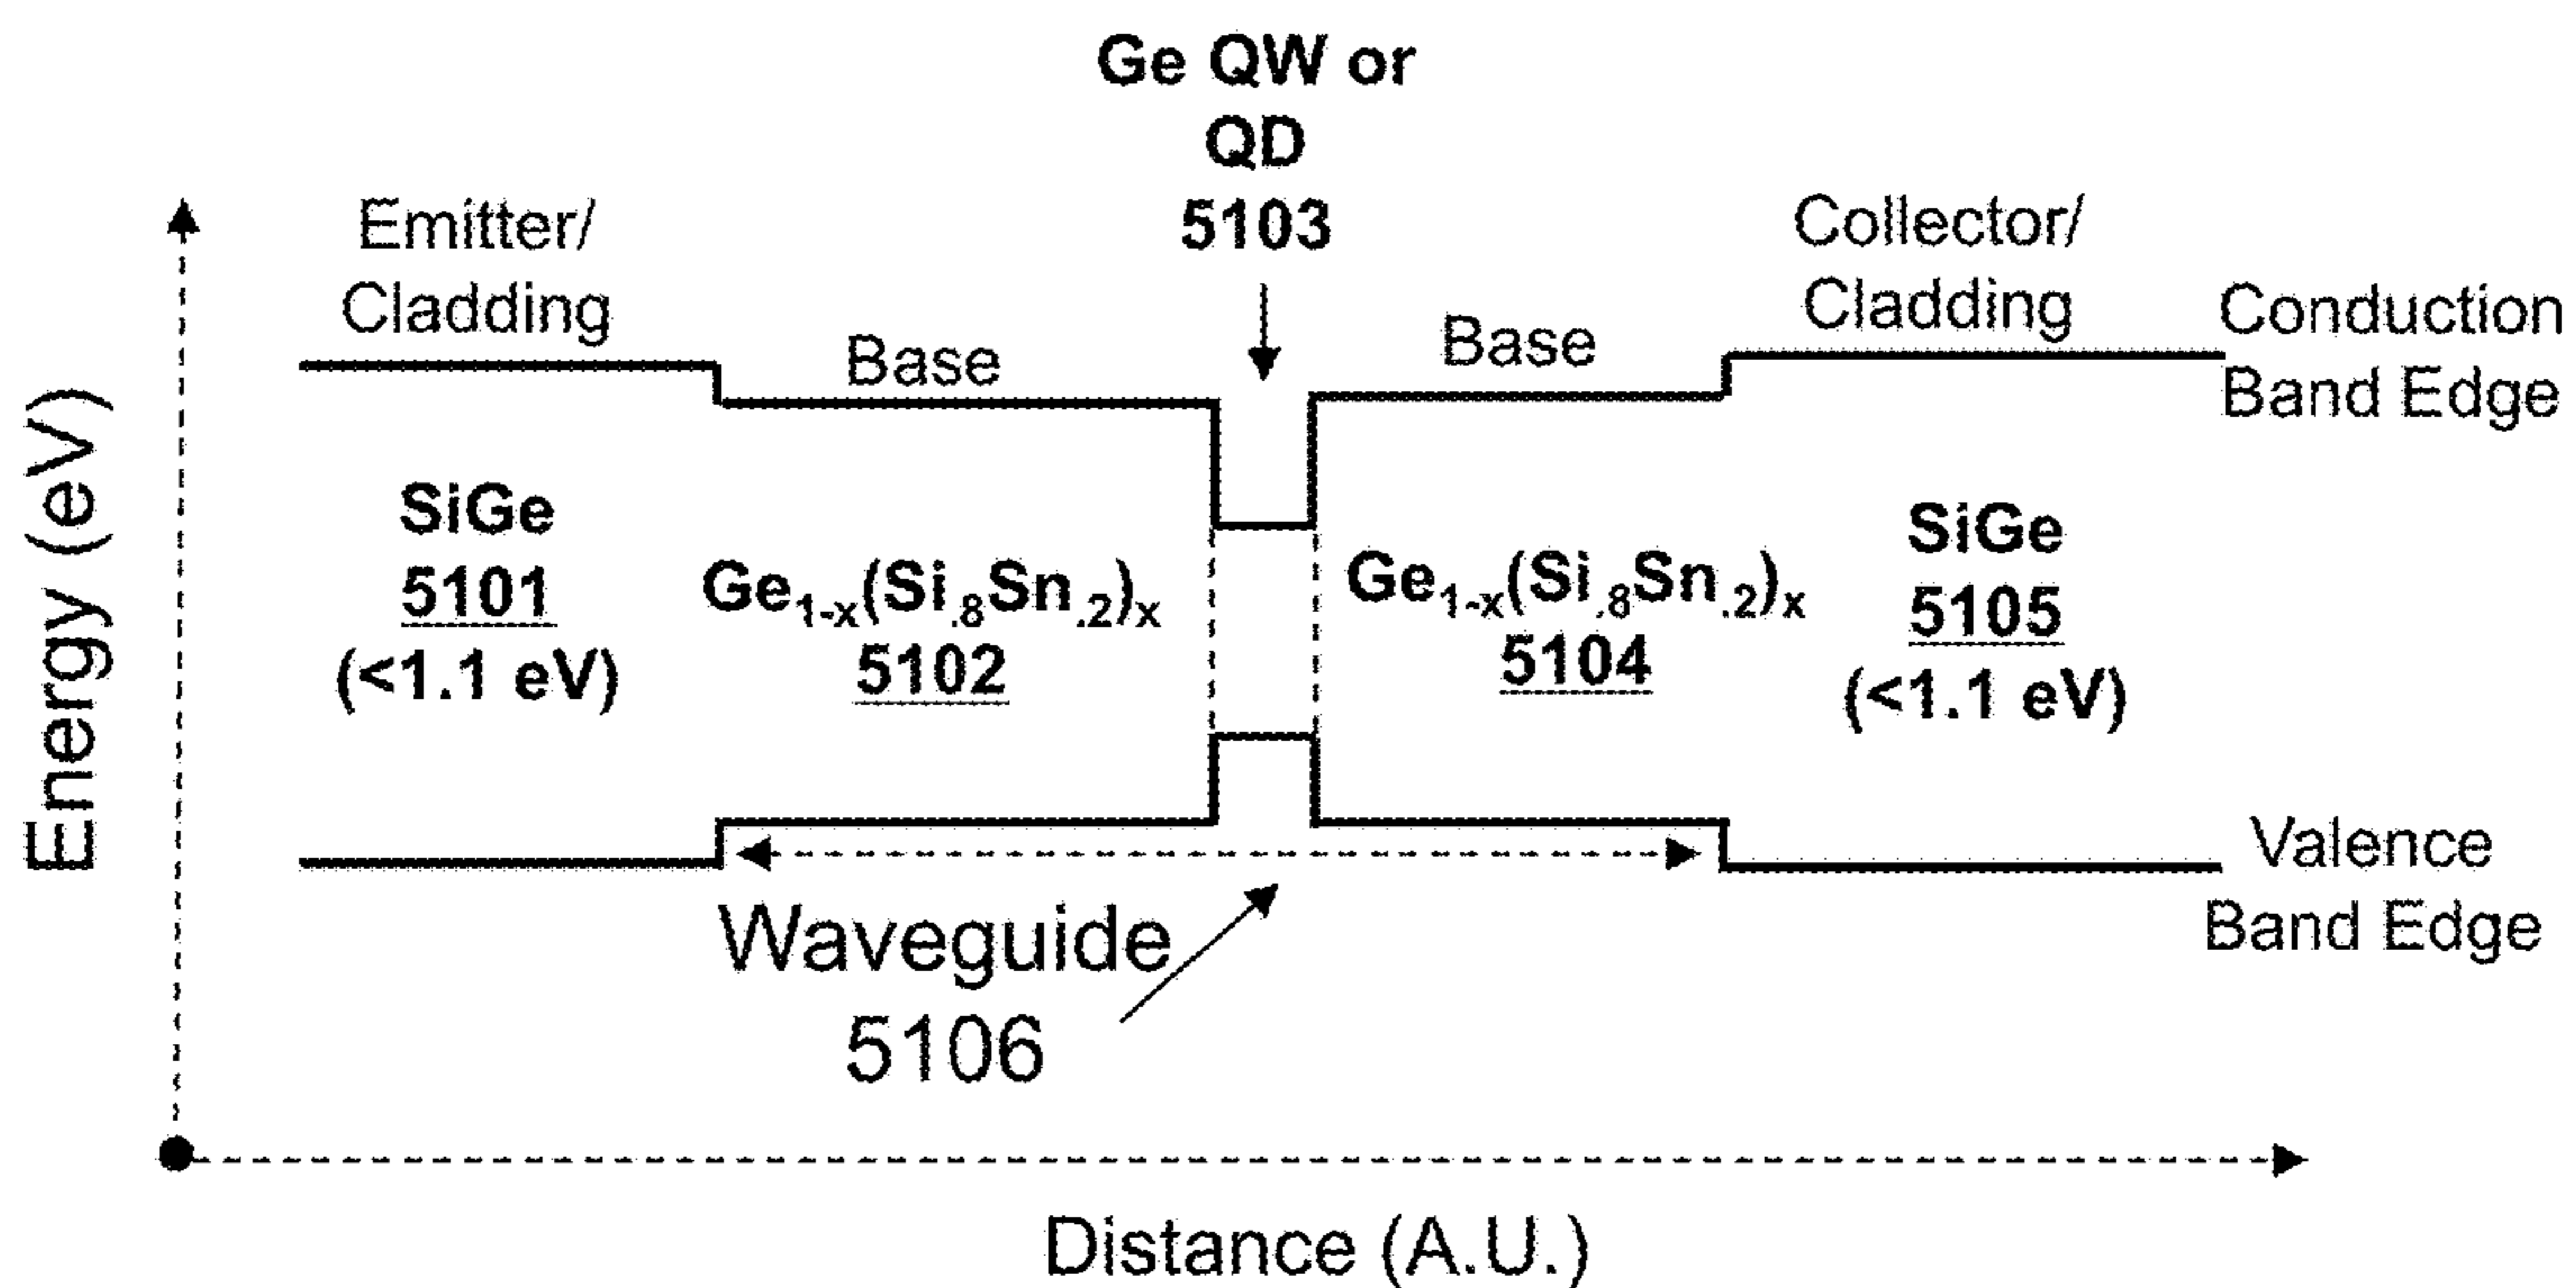 Ge QW or
QD
5103
Emitter/
Cladding
Base
Base
Collector/
Cladding
Conduction
Band Edge
Energy (eV)
SiGe
5101
(<1.1 eV)
Ge1-x(Si.8Sn.2)x
5102
Ge1-x(Si.8Sn.2)x
5104
SiGe
5105
(<1.1 eV)
Valence
Band Edge
Waveguide
5106
Distance (A.U.)